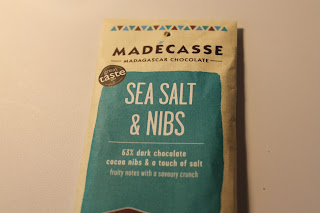 MADÉCASSE
MADAGASCAR CHOCOLATE
taste
SEA SALT
& NIBS
63% dark chocolate
cocoa nibs & a touch of salt
fruity notes with a savoury crunch